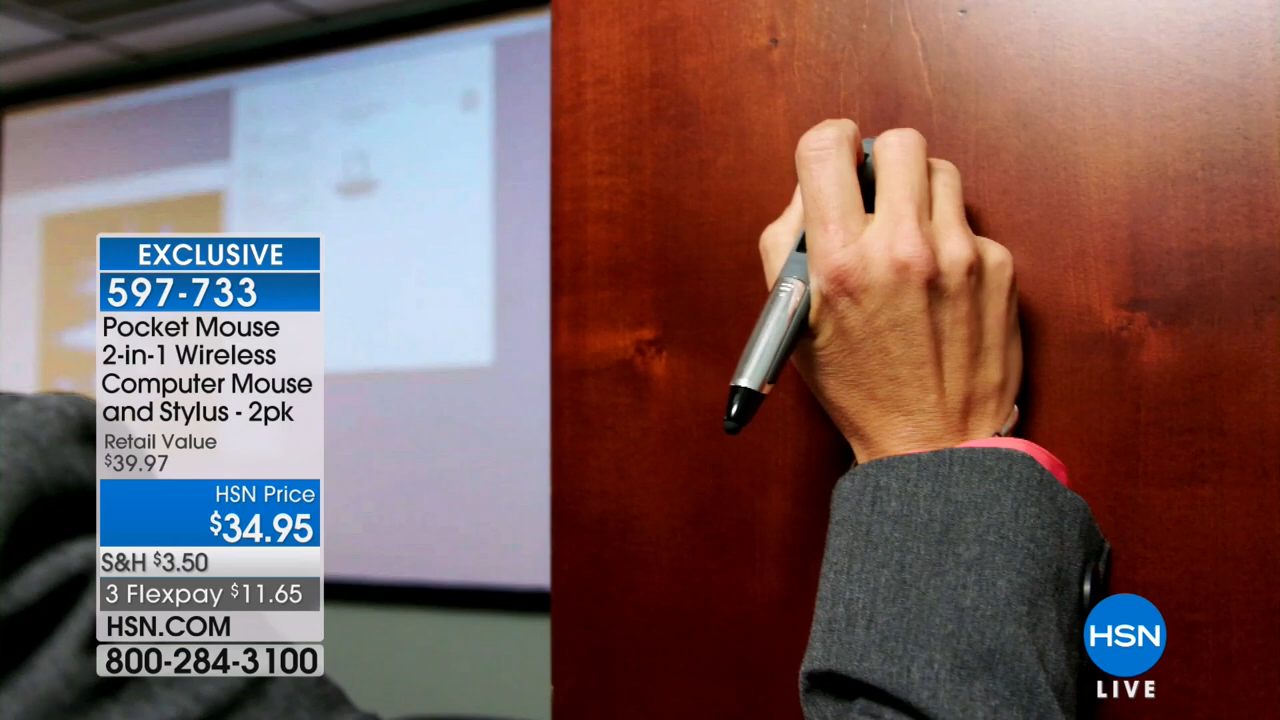 EXCLUSIVE
597-733
Pocket Mouse
2-in-1 Wireless
Computer Mouse
and Stylus - 2pk
Retail Value
$39.97
HSN Price
$34.95
S&H $3.50
3 Flexpay $11.65
HSN.COM
800-284-3100
HSN
LIVE